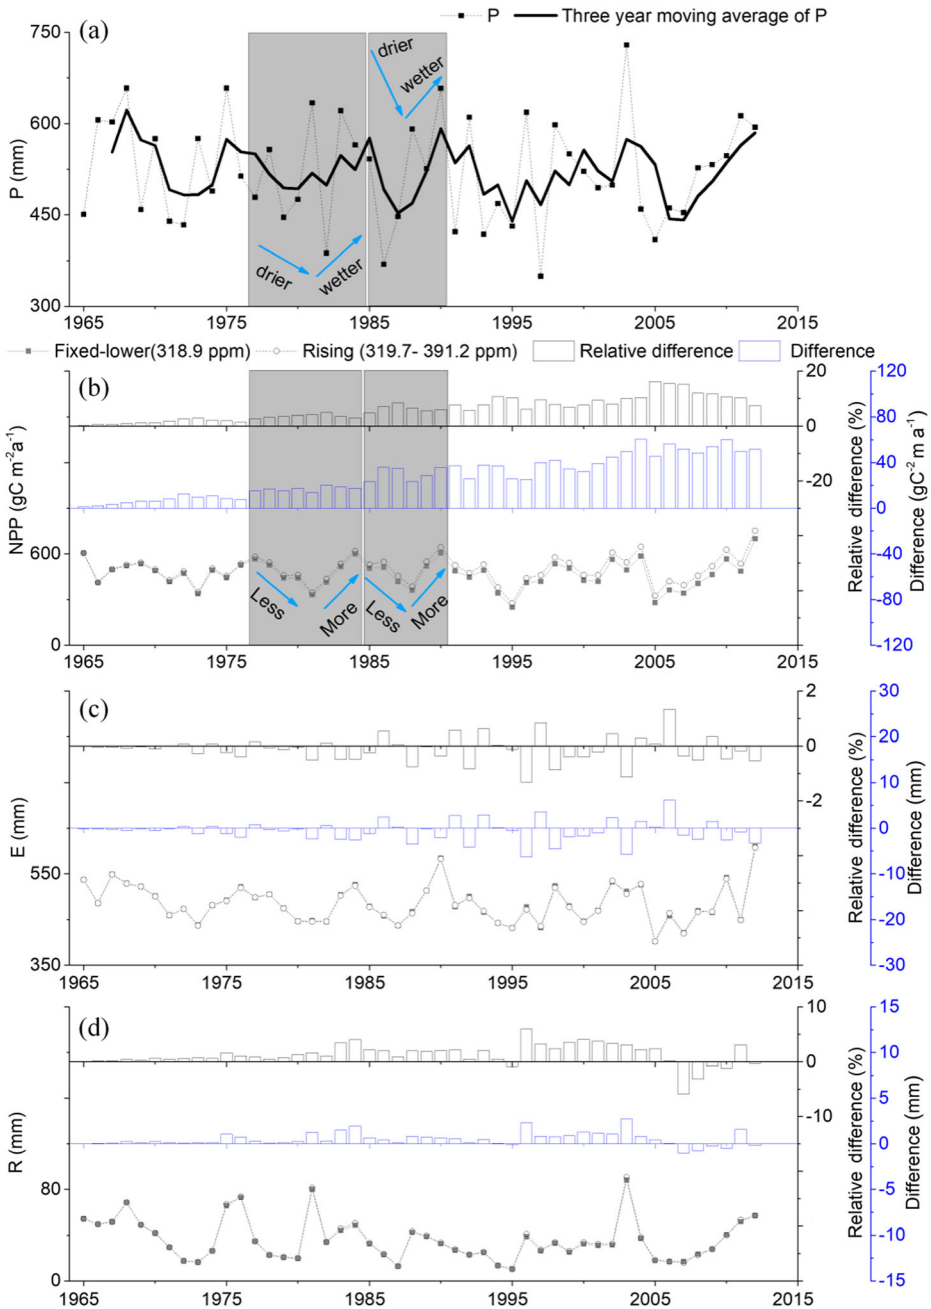 P
Three year moving average of P
(a)
750
600
450
300
P (mm)
drier
wetter
drier
wetter
1965
1975
1985
1995
2005
2015
Fixed-lower(318.9 ppm)
Rising (319.7- 391.2 ppm)
Relative difference
Difference
(b)
NPP (gC m-2a-1)
600
0
Less
More
Less
More
20
0
-20
Relative difference (%)
120
80
40
0
-40
-80
-120
Difference (gC-2 m a-1)
1965
1975
1985
1995
2005
2015
(c)
E (mm)
550
350
2
0
-2
Relative difference (%)
30
20
10
0
-10
-20
-30
Difference (mm)
1965
1975
1985
1995
2005
2015
(d)
R (mm)
80
0
10
0
-10
Relative difference (%)
15
10
5
0
-5
-10
-15
Difference (mm)
1965
1975
1985
1995
2005
2015